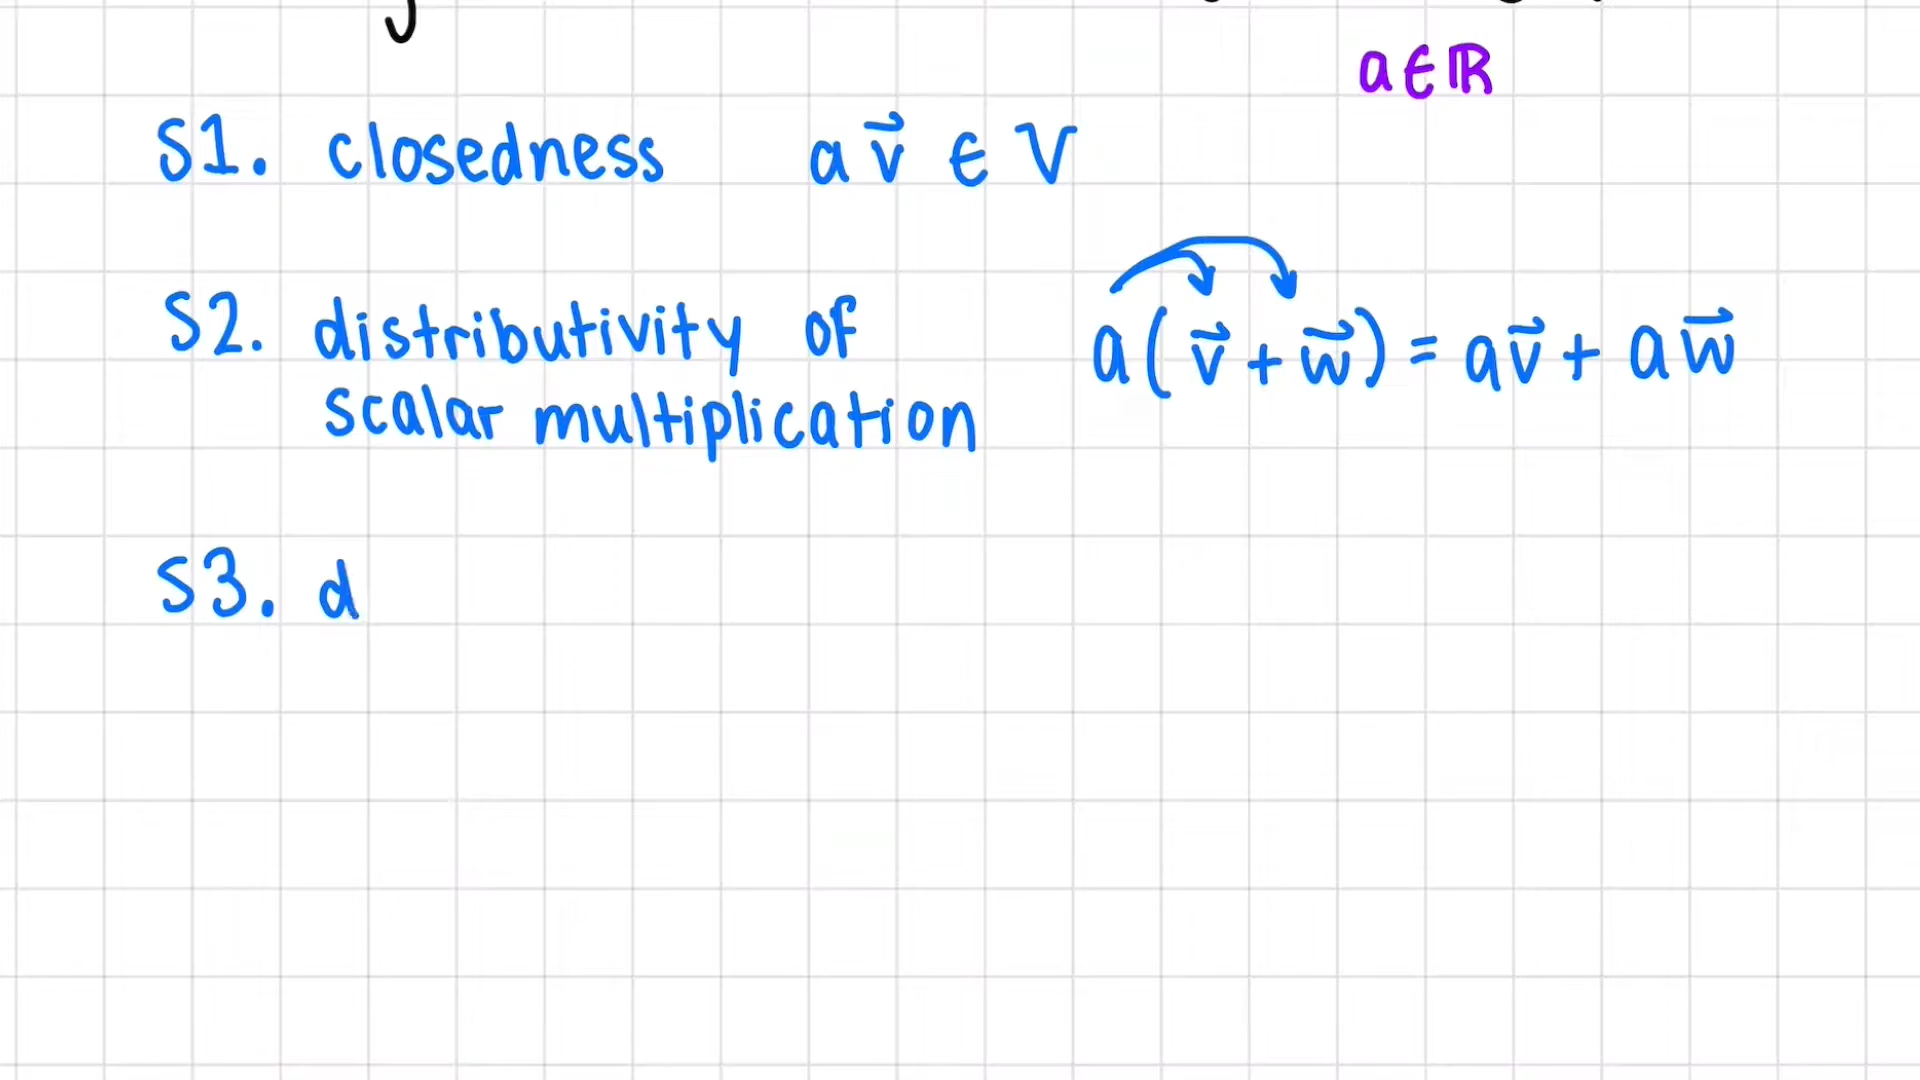 a ∈ ℝ
S1. closedness a v⃗ ∈ V
S2. distributivity of a(v⃗ + w⃗) = av⃗ + aw⃗
scalar multiplication
S3. d